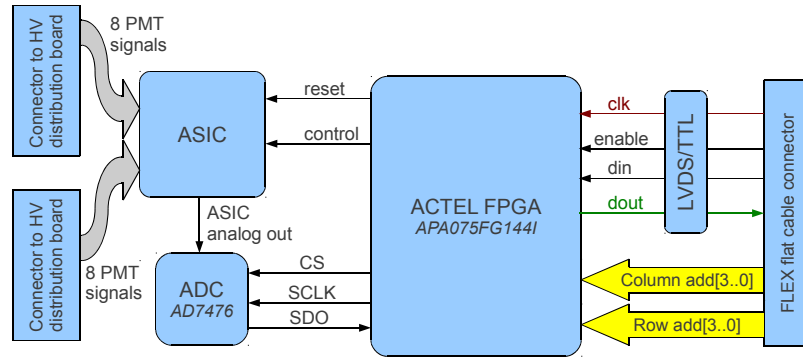 Connector to HV
distribution board
8 PMT
signals
ASIC
reset
control
ASIC
analog out
Connector to HV
distribution board
8 PMT
signals
ADC
AD7476
CS
SCLK
SDO
ACTEL FPGA
APA075FG144I
clk
enable
din
dout
LVDS/TTL
Column add[3..0]
Row add[3..0]
FLEX flat cable connector